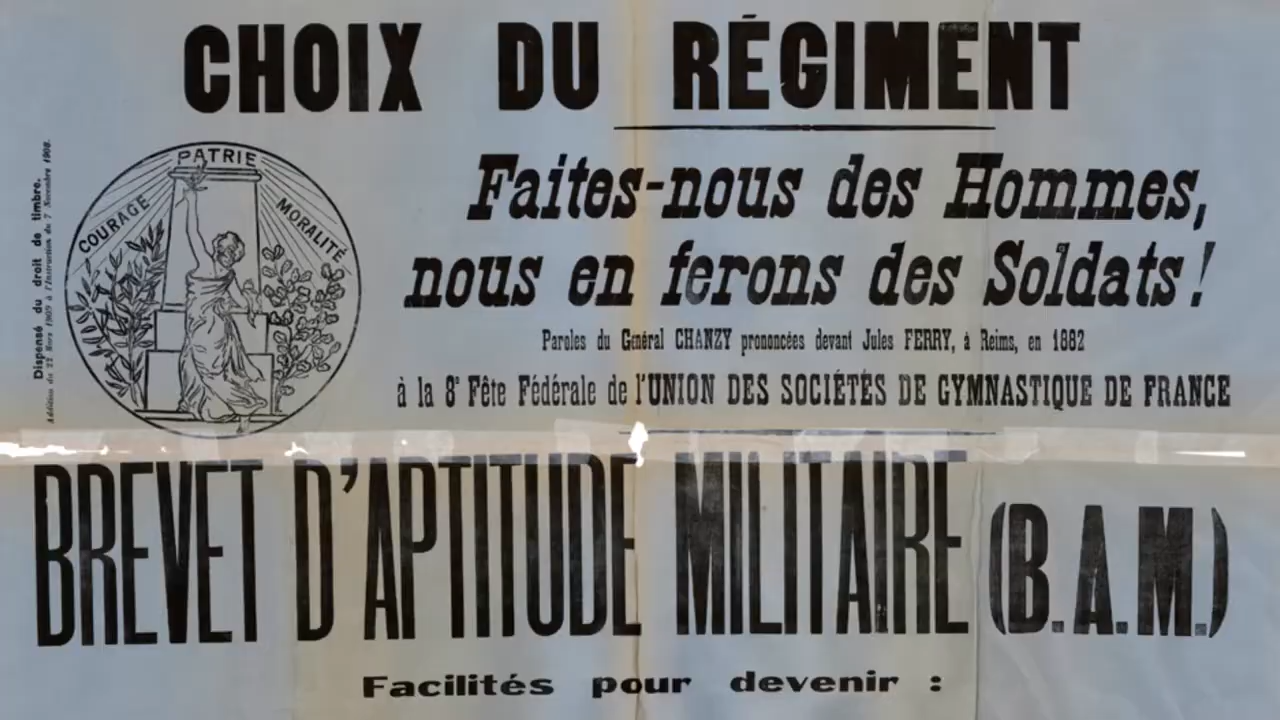 CHOIX DU RÉGIMENT
Dispensé du droit de timbre.
Addition du 22 Mars 1909 à l'Instruction du 7 Novembre 1908.
PATRIE
COURAGE
MORALITÉ
Faites-nous des Hommes,
nous en ferons des Soldats !
Paroles du Général CHANZY prononcées devant Jules FERRY, à Reims, en 1882
à la 8e Fête Fédérale de l'UNION DES SOCIÉTÉS DE GYMNASTIQUE DE FRANCE
BREVET D'APTITUDE MILITAIRE (B.A.M.)
Facilités pour devenir :